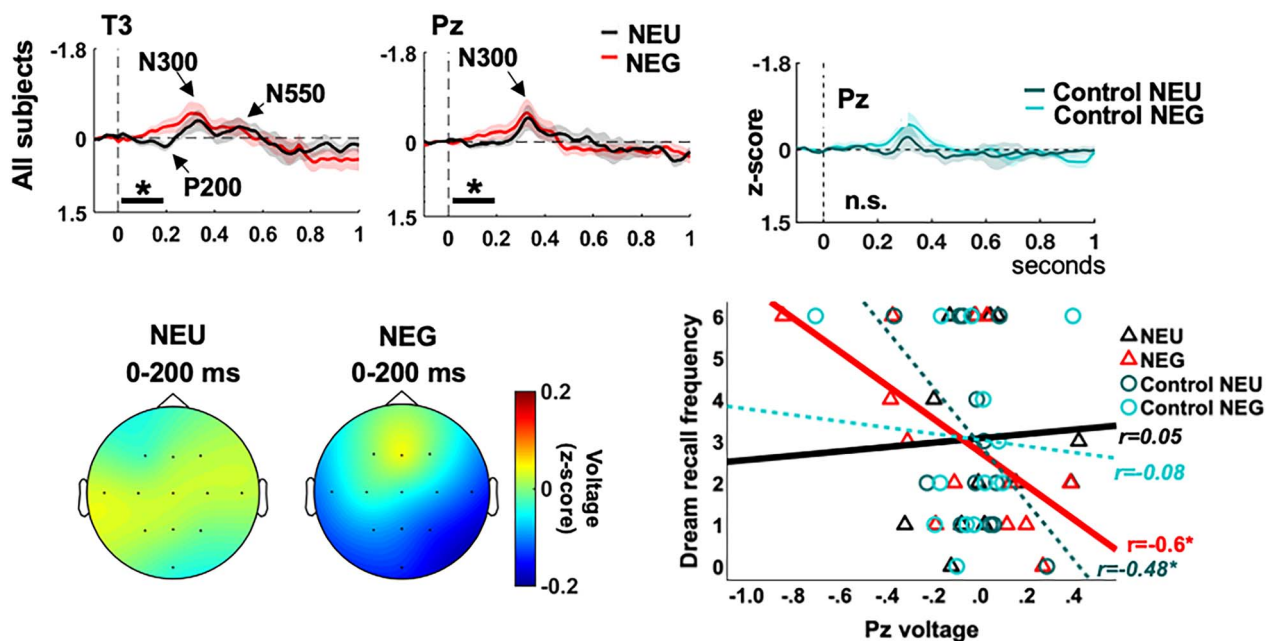 T3
All subjects
-1.8
0
1.5
N300
N550
P200
*
0 0.2 0.4 0.6 0.8 1
Pz
-1.8
0
1.5
N300
NEU
NEG
*
0 0.2 0.4 0.6 0.8 1
-1.8
0
1.5
z-score
Pz
Control NEU
Control NEG
n.s.
0 0.2 0.4 0.6 0.8 1
seconds
NEU
0-200 ms
NEG
0-200 ms
0.2
0
-0.2
Voltage
(z-score)
Dream recall frequency
6
5
4
3
2
1
0
NEU
NEG
Control NEU
Control NEG
r=0.05
r=-0.08
r=-0.6*
r=-0.48*
-1.0 -.8 -.6 -.4 -.2 .0 .2 .4
Pz voltage